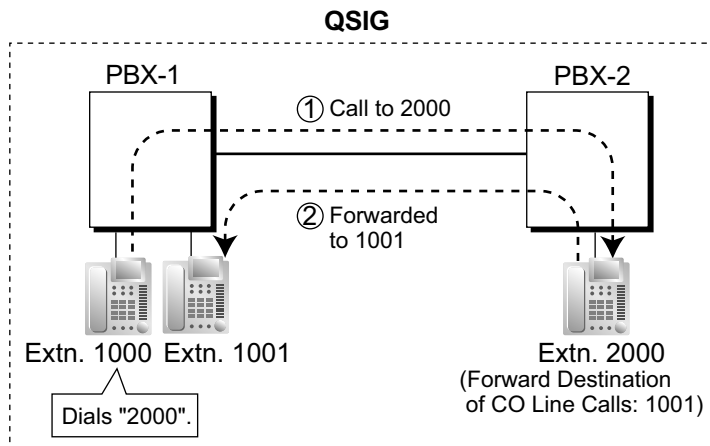 QSIG
PBX-1
PBX-2
① Call to 2000
② Forwarded
to 1001
Extn. 1000
Extn. 1001
Extn. 2000
(Forward Destination
of CO Line Calls: 1001)
Dials "2000".